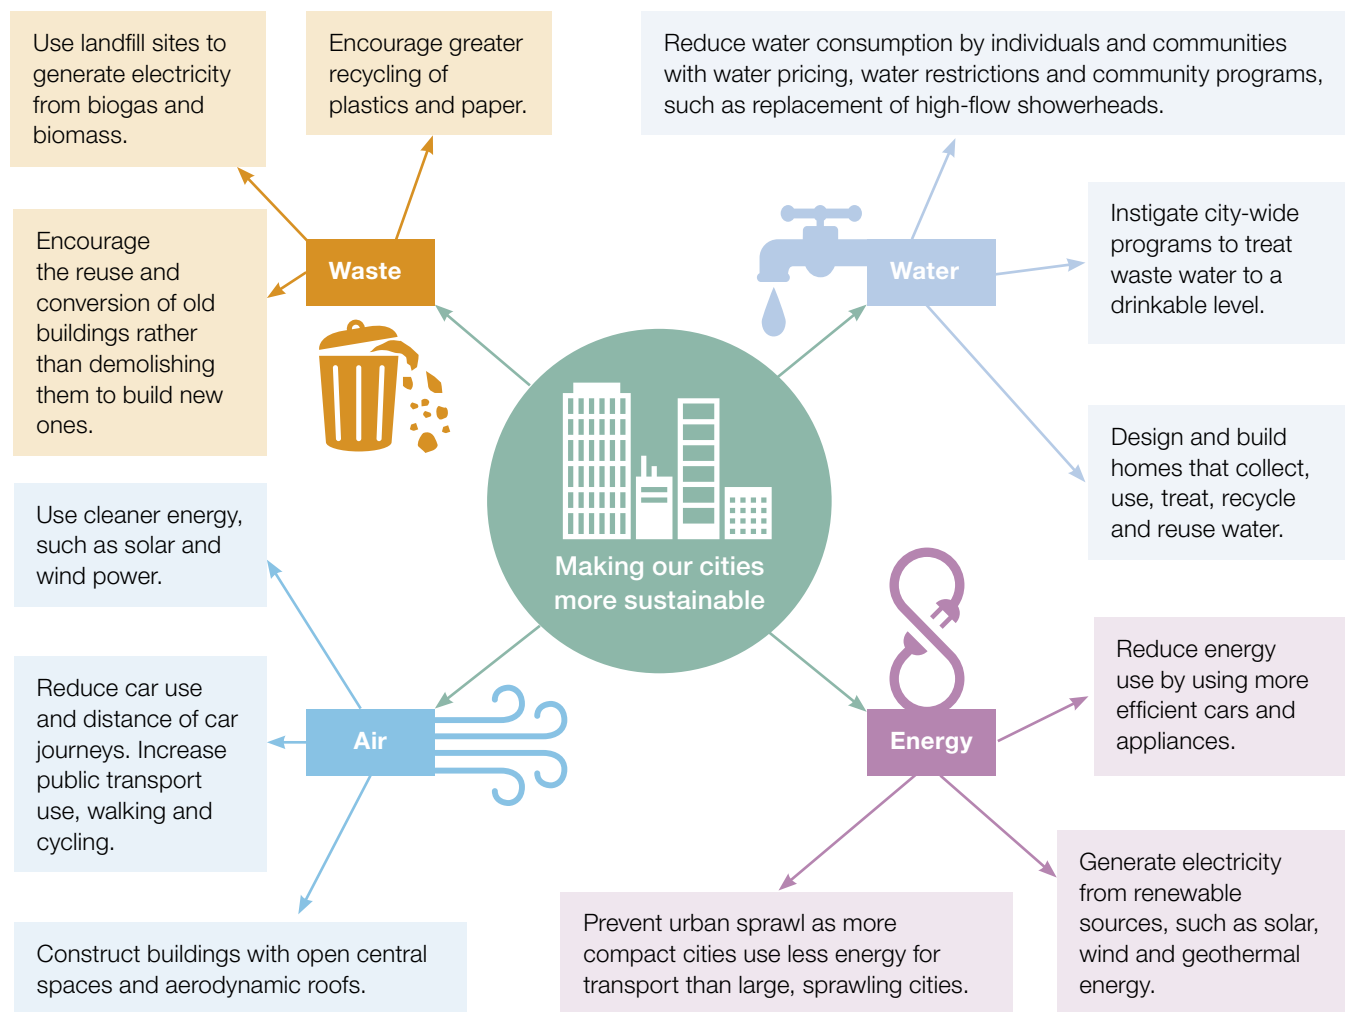 Use landfill sites to
generate electricity
from biogas and
biomass.
Encourage greater
recycling of
plastics and paper.
Reduce water consumption by individuals and communities
with water pricing, water restrictions and community programs,
such as replacement of high-flow showerheads.
Encourage
the reuse and
conversion of old
buildings rather
than demolishing
them to build new
ones.
Waste
Water
Instigate city-wide
programs to treat
waste water to a
drinkable level.
Design and build
homes that collect,
use, treat, recycle
and reuse water.
Making our cities
more sustainable
Use cleaner energy,
such as solar and
wind power.
Reduce car use
and distance of car
journeys. Increase
public transport
use, walking and
cycling.
Air
Energy
Reduce energy
use by using more
efficient cars and
appliances.
Construct buildings with open central
spaces and aerodynamic roofs.
Prevent urban sprawl as more
compact cities use less energy for
transport than large, sprawling cities.
Generate electricity
from renewable
sources, such as solar,
wind and geothermal
energy.